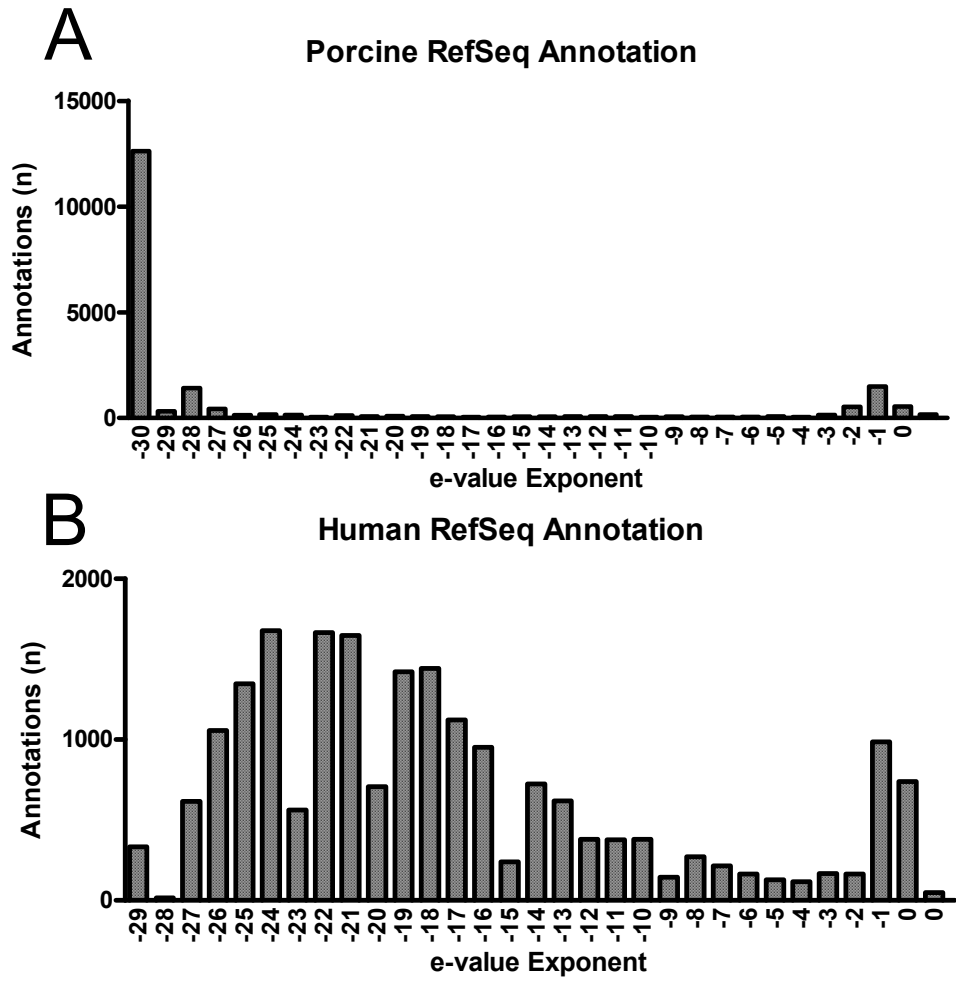 A
Porcine RefSeq Annotation
15000
10000
5000
0
Annotations (n)
-30 -29 -28 -27 -26 -25 -24 -23 -22 -21 -20 -19 -18 -17 -16 -15 -14 -13 -12 -11 -10 -9 -8 -7 -6 -5 -4 -3 -2 -1 0
e-value Exponent
B
Human RefSeq Annotation
2000
1000
0
Annotations (n)
-29 -28 -27 -26 -25 -24 -23 -22 -21 -20 -19 -18 -17 -16 -15 -14 -13 -12 -11 -10 -9 -8 -7 -6 -5 -4 -3 -2 -1 0 0
e-value Exponent